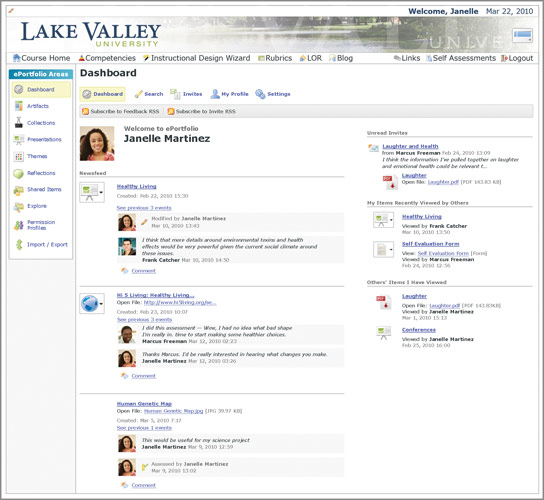 Welcome, Janelle Mar 22, 2010
LAKE VALLEY
UNIVERSITY
UNIVE
Course Home Competencies Instructional Design Wizard Rubrics LOR Blog Links Self Assessments Logout
ePortfolio Areas
Dashboard
Artifacts
Collections
Presentations
Themes
Reflections
Shared Items
Explore
Permission
Profiles
Import / Export
Dashboard
Dashboard Search Invites My Profile Settings
Subscribe to Feedback RSS Subscribe to Invite RSS
Welcome to ePortfolio
Janelle Martinez
Newsfeed
Healthy Living
Created: Feb 22, 2010 15:30
See previous 3 events
Modified by Janelle Martinez
Mar 10, 2010 13:43
I think that more details around environmental toxins and health
effects would be very powerful given the current social climate around
these issues.
Frank Catcher Mar 10, 2010 14:30
Comment
Hi 5 Living: Healthy Living...
Open File: http://www.hi5living.org/se...
Created: Feb 23, 2010 10:07
See previous 3 events
I did this assessment — Wow, I had no idea what bad shape
I'm really in. time to start making some healthier choices.
Marcus Freeman Mar 12, 2010 02:23
Thanks Marcus. I'd be really interested in hearing what changes you make.
Janelle Martinez Mar 12, 2010 03:26
Comment
Human Genetic Map
Open File: Human Genetic Map.jpg [JPG 39.97 KB]
Created: Mar 5, 2010 7:17
See previous 1 events
This would be useful for my science project
Janelle Martinez Mar 9, 2010 12:59
Assessed by Janelle Martinez
Mar 9, 2010 13:02
Comment
Unread Invites
Laughter and Health
from Marcus Freeman Feb 24, 2010 13:09
I think the information I've pulled together on laughter
and emotional health could be relevant t...
Laughter
Open File: Laughter.pdf [PDF 163.83 KB]
My Items Recently Viewed by Others
Healthy Living
Viewed by Frank Catcher
Mar 10, 2010 13:50
Self Evaluation Form
View: Self Evaluation form [Form]
Viewed by Marcus Freeman
Feb 24, 2010 12:56
Others' Items I Have Viewed
Laughter
Open File: Laughter.pdf [PDF 143.83KB]
Viewed by Janelle Martinez
Mar 1, 2010 15:13
Conferences
Viewed by Janelle Martinez
Feb 25, 2010 16:00